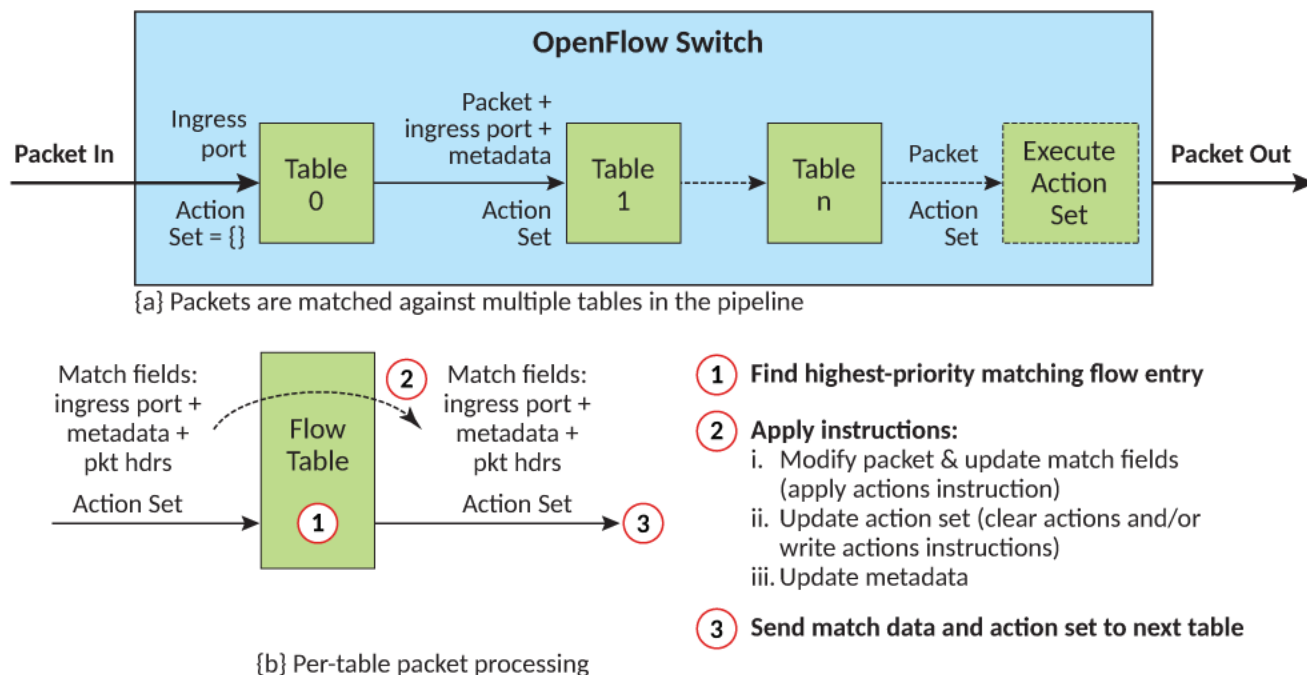 OpenFlow Switch
Packet In
Ingress
port
Action
Set = {}
Table
0
Packet +
ingress port +
metadata
Action
Set
Table
1
Table
n
Packet
Action
Set
Execute
Action
Set
Packet Out
{a} Packets are matched against multiple tables in the pipeline
Match fields:
ingress port +
metadata +
pkt hdrs
Action Set
Flow
Table
1
2
Match fields:
ingress port +
metadata +
pkt hdrs
Action Set
3
{b} Per-table packet processing
1 Find highest-priority matching flow entry
2 Apply instructions:
i. Modify packet & update match fields
(apply actions instruction)
ii. Update action set (clear actions and/or
write actions instructions)
iii. Update metadata
3 Send match data and action set to next table